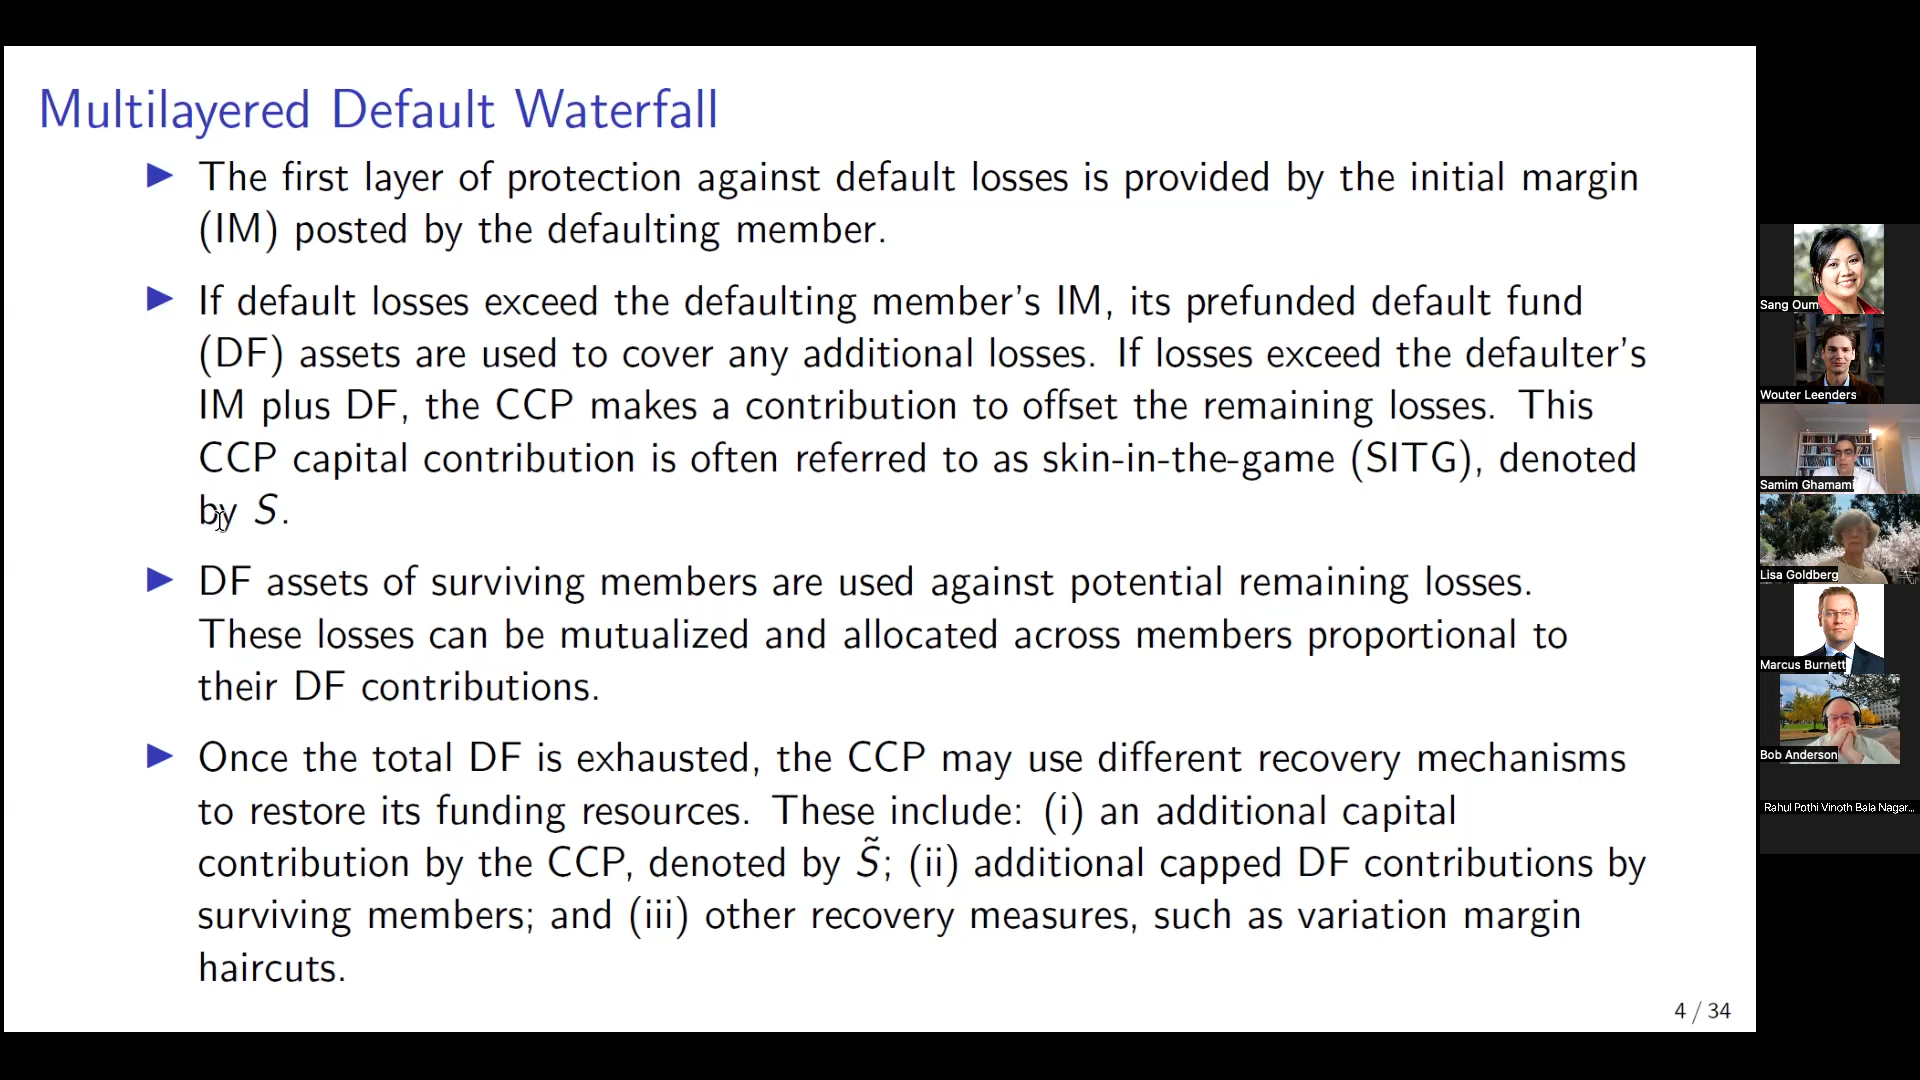 Multilayered Default Waterfall
The first layer of protection against default losses is provided by the initial margin
(IM) posted by the defaulting member.
If default losses exceed the defaulting member's IM, its prefunded default fund
(DF) assets are used to cover any additional losses. If losses exceed the defaulter's
IM plus DF, the CCP makes a contribution to offset the remaining losses. This
CCP capital contribution is often referred to as skin-in-the-game (SITG), denoted
by S.
DF assets of surviving members are used against potential remaining losses.
These losses can be mutualized and allocated across members proportional to
their DF contributions.
Once the total DF is exhausted, the CCP may use different recovery mechanisms
to restore its funding resources. These include: (i) an additional capital
contribution by the CCP, denoted by S̃; (ii) additional capped DF contributions by
surviving members; and (iii) other recovery measures, such as variation margin
haircuts.
4 / 34
Sang Oum
Wouter Leenders
Samim Ghamami
Lisa Goldberg
Marcus Burnett
Bob Anderson
Rahul Pothi Vinoth Bala Nagar...